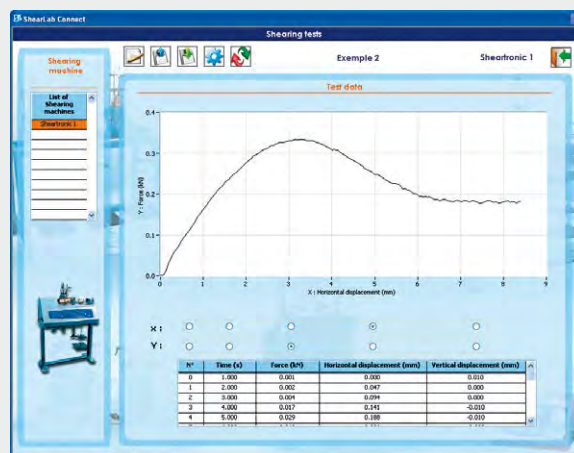 ShearLab Connect
Shearing tests
Exemple 2
Sheartronic 1
Shearing machine
List of Shearing machines
Sheartronic 1
Test data
Y : Force (kN)
0.4
0.3
0.2
0.1
0.0
0 1 2 3 4 5 6 7 8 9
X : Horizontal displacement (mm)
X :
Y :
N° Time (s) Force (kN) Horizontal displacement (mm) Vertical displacement (mm)
0 1.000 0.001 0.000 0.010
1 2.000 0.002 0.047 0.000
2 3.000 0.004 0.094 0.000
3 4.000 0.017 0.141 -0.010
4 5.000 0.029 0.188 -0.010